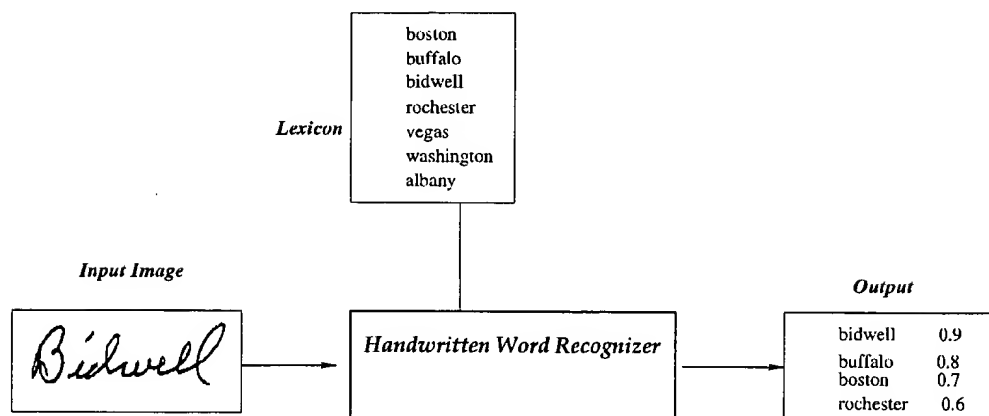 boston
buffalo
bidwell
rochester
Lexicon
vegas
washington
albany
Input Image
Output
Bidwell
Handwritten Word Recognizer
bidwell 0.9
buffalo 0.8
boston 0.7
rochester 0.6